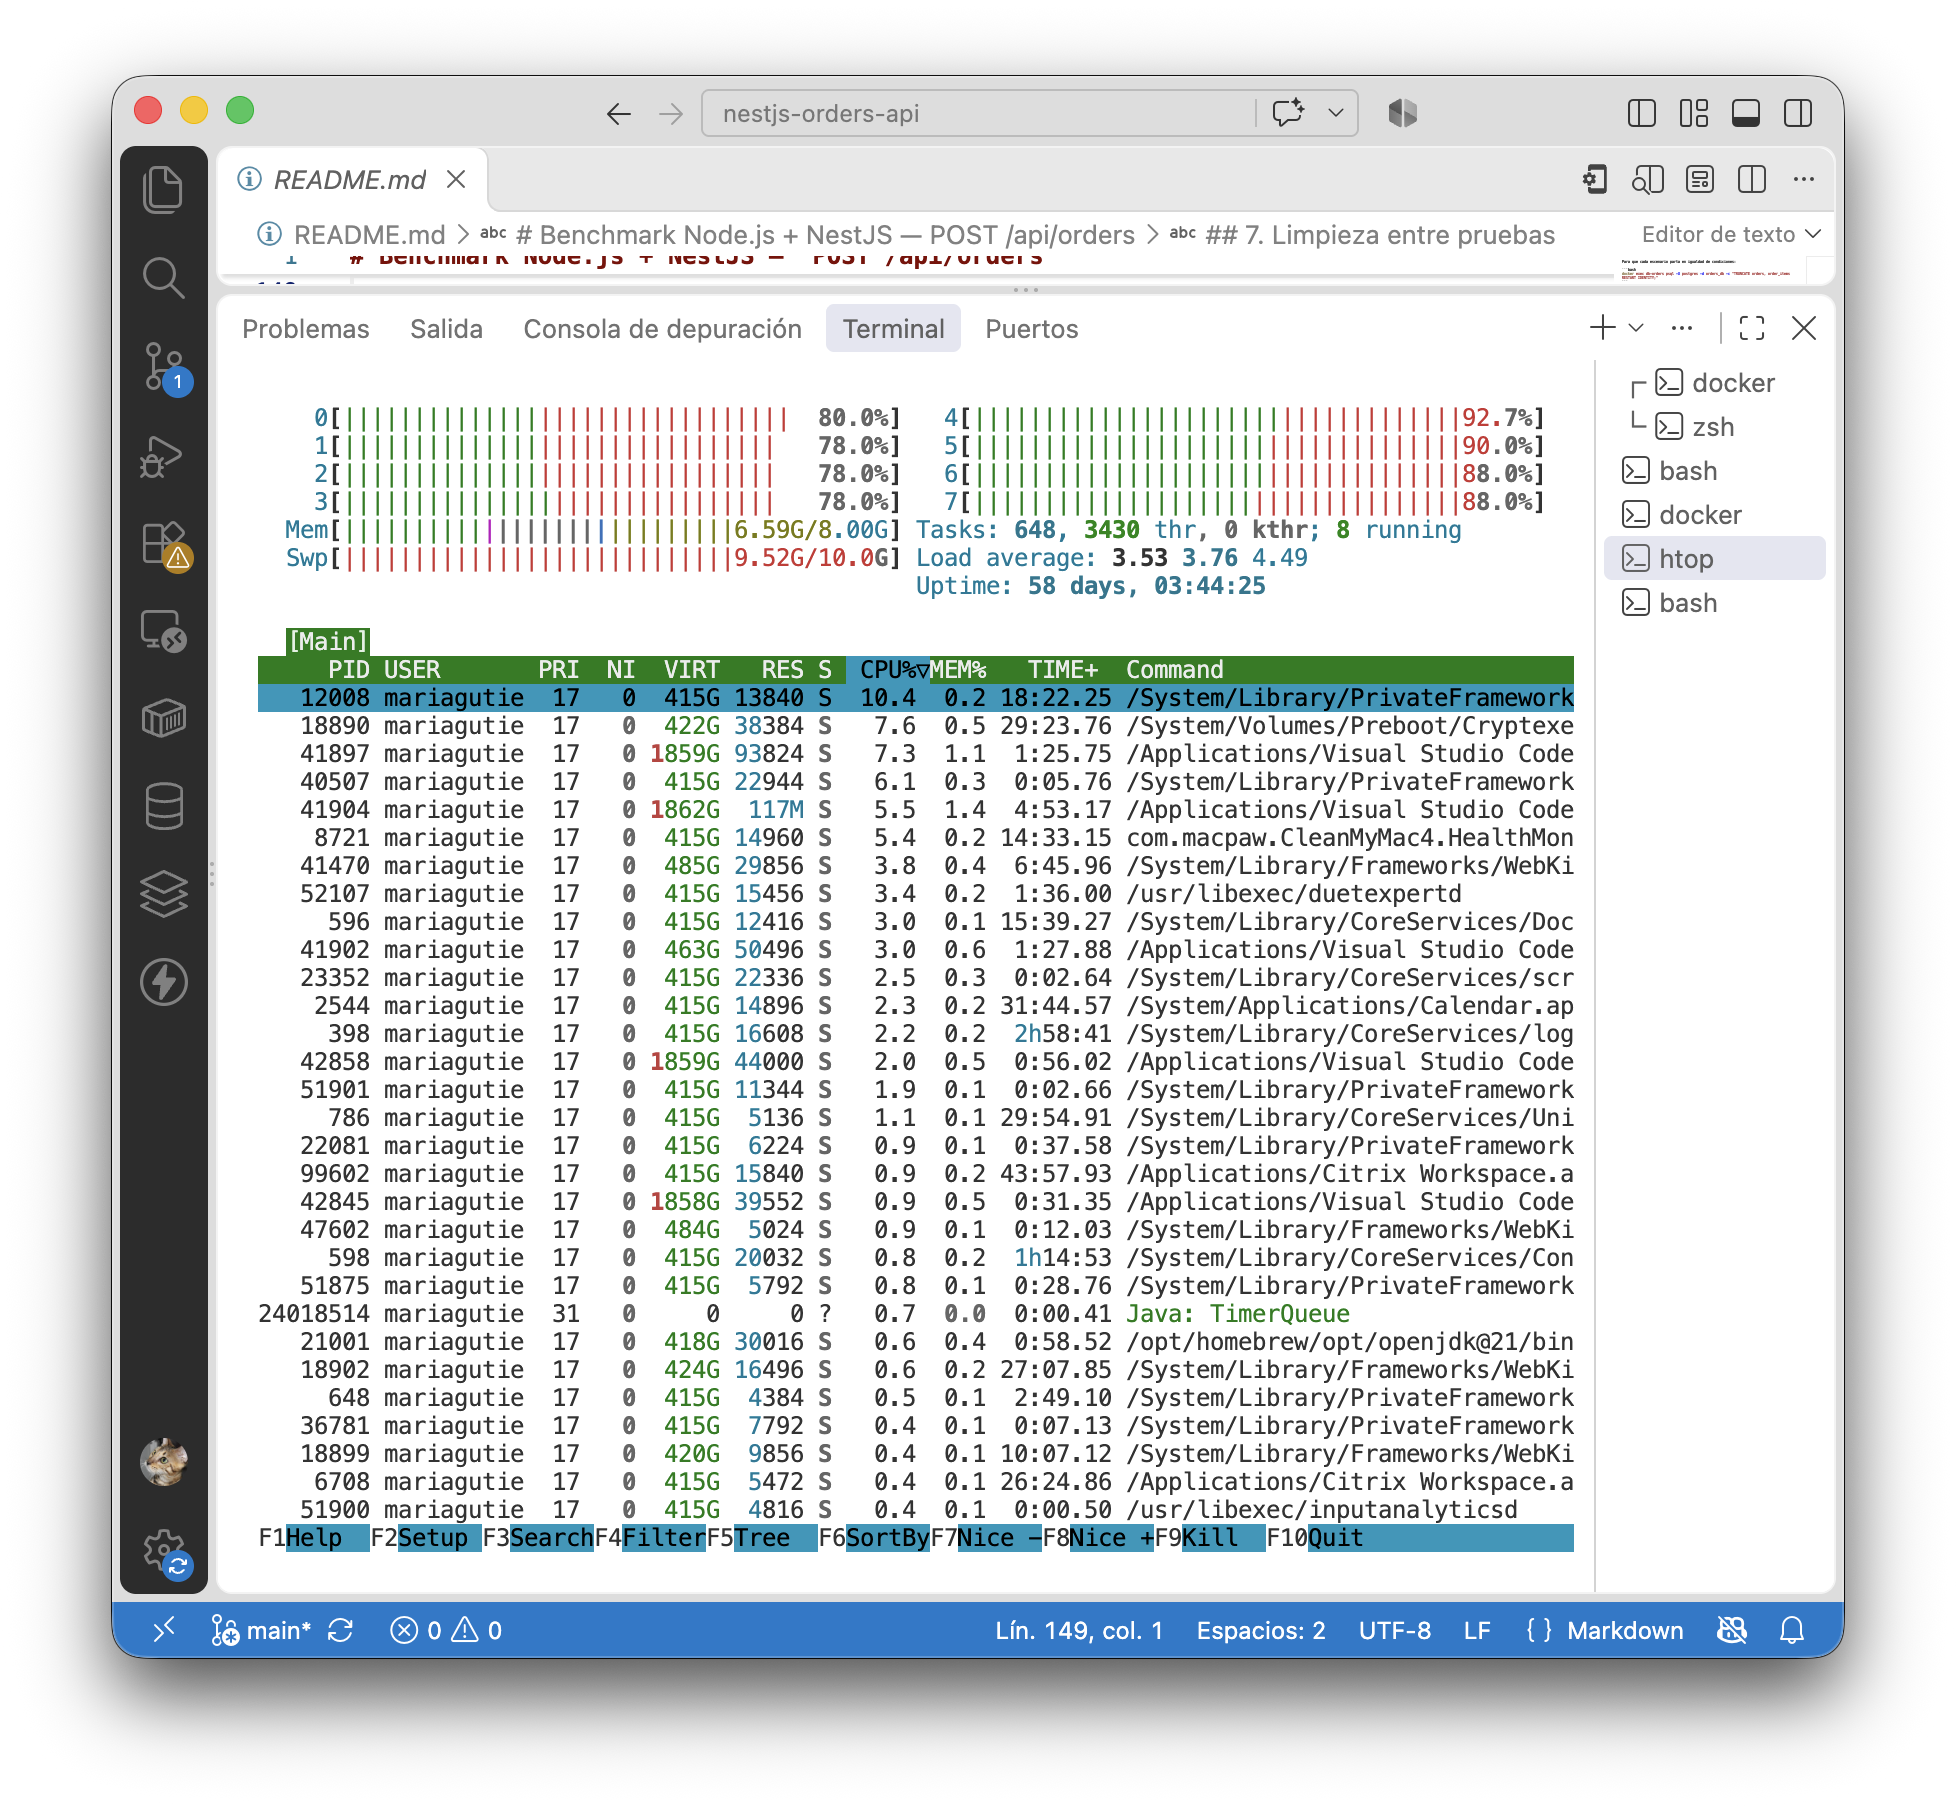 nestjs-orders-api
README.md
README.md > abc # Benchmark Node.js + NestJS — POST /api/orders > abc ## 7. Limpieza entre pruebas
Editor de texto
1 # Benchmark Node.js + NestJS — `POST /api/orders`
Problemas Salida Consola de depuración Terminal Puertos
docker
zsh
bash
docker
htop
bash
0[ 80.0%] 4[ 92.7%]
1[ 78.0%] 5[ 90.0%]
2[ 78.0%] 6[ 88.0%]
3[ 78.0%] 7[ 88.0%]
Mem[ 6.59G/8.00G] Tasks: 648, 3430 thr, 0 kthr; 8 running
Swp[ 9.52G/10.0G] Load average: 3.53 3.76 4.49
Uptime: 58 days, 03:44:25
[Main]
PID USER PRI NI VIRT RES S CPU%▽MEM% TIME+ Command
12008 mariagutie 17 0 415G 13840 S 10.4 0.2 18:22.25 /System/Library/PrivateFramework
18890 mariagutie 17 0 422G 38384 S 7.6 0.5 29:23.76 /System/Volumes/Preboot/Cryptexe
41897 mariagutie 17 0 1859G 93824 S 7.3 1.1 1:25.75 /Applications/Visual Studio Code
40507 mariagutie 17 0 415G 22944 S 6.1 0.3 0:05.76 /System/Library/PrivateFramework
41904 mariagutie 17 0 1862G 117M S 5.5 1.4 4:53.17 /Applications/Visual Studio Code
8721 mariagutie 17 0 415G 14960 S 5.4 0.2 14:33.15 com.macpaw.CleanMyMac4.HealthMon
41470 mariagutie 17 0 485G 29856 S 3.8 0.4 6:45.96 /System/Library/Frameworks/WebKi
52107 mariagutie 17 0 415G 15456 S 3.4 0.2 1:36.00 /usr/libexec/duetexpertd
596 mariagutie 17 0 415G 12416 S 3.0 0.1 15:39.27 /System/Library/CoreServices/Doc
41902 mariagutie 17 0 463G 50496 S 3.0 0.6 1:27.88 /Applications/Visual Studio Code
23352 mariagutie 17 0 415G 22336 S 2.5 0.3 0:02.64 /System/Library/CoreServices/scr
2544 mariagutie 17 0 415G 14896 S 2.3 0.2 31:44.57 /System/Applications/Calendar.ap
398 mariagutie 17 0 415G 16608 S 2.2 0.2 2h58:41 /System/Library/CoreServices/log
42858 mariagutie 17 0 1859G 44000 S 2.0 0.5 0:56.02 /Applications/Visual Studio Code
51901 mariagutie 17 0 415G 11344 S 1.9 0.1 0:02.66 /System/Library/PrivateFramework
786 mariagutie 17 0 415G 5136 S 1.1 0.1 29:54.91 /System/Library/CoreServices/Uni
22081 mariagutie 17 0 415G 6224 S 0.9 0.1 0:37.58 /System/Library/PrivateFramework
99602 mariagutie 17 0 415G 15840 S 0.9 0.2 43:57.93 /Applications/Citrix Workspace.a
42845 mariagutie 17 0 1858G 39552 S 0.9 0.5 0:31.35 /Applications/Visual Studio Code
47602 mariagutie 17 0 484G 5024 S 0.9 0.1 0:12.03 /System/Library/Frameworks/WebKi
598 mariagutie 17 0 415G 20032 S 0.8 0.2 1h14:53 /System/Library/CoreServices/Con
51875 mariagutie 17 0 415G 5792 S 0.8 0.1 0:28.76 /System/Library/PrivateFramework
24018514 mariagutie 31 0 0 0 ? 0.7 0.0 0:00.41 Java: TimerQueue
21001 mariagutie 17 0 418G 30016 S 0.6 0.4 0:58.52 /opt/homebrew/opt/openjdk@21/bin
18902 mariagutie 17 0 424G 16496 S 0.6 0.2 27:07.85 /System/Library/Frameworks/WebKi
648 mariagutie 17 0 415G 4384 S 0.5 0.1 2:49.10 /System/Library/PrivateFramework
36781 mariagutie 17 0 415G 7792 S 0.4 0.1 0:07.13 /System/Library/PrivateFramework
18899 mariagutie 17 0 420G 9856 S 0.4 0.1 10:07.12 /System/Library/Frameworks/WebKi
6708 mariagutie 17 0 415G 5472 S 0.4 0.1 26:24.86 /Applications/Citrix Workspace.a
51900 mariagutie 17 0 415G 4816 S 0.4 0.1 0:00.50 /usr/libexec/inputanalyticsd
F1Help F2Setup F3SearchF4FilterF5Tree F6SortByF7Nice -F8Nice +F9Kill F10Quit
main* 0 0 Lín. 149, col. 1 Espacios: 2 UTF-8 LF {} Markdown